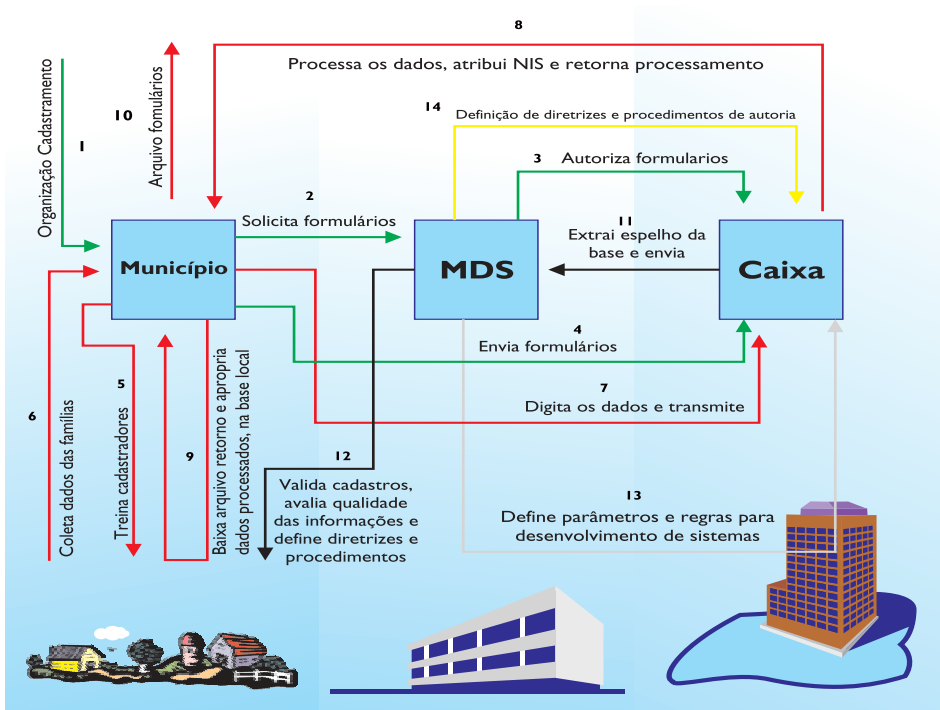 8
Processa os dados, atribui NIS e retorna processamento
10
Arquivo fomulários
1
Organização Cadastramento
14
Definição de diretrizes e procedimentos de autoria
3
Autoriza formularios
2
Solicita formulários
11
Extrai espelho da
base e envia
Município
MDS
Caixa
4
Envia formulários
7
Digita os dados e transmite
6
Coleta dados das familias
5
Treina cadastradores
9
Baixa arquivo retorno e apropria
dados processados, na base local
12
Valida cadastros,
avalia qualidade
das informações e
define diretrizes e
procedimentos
13
Define parâmetros e regras para
desenvolvimento de sistemas